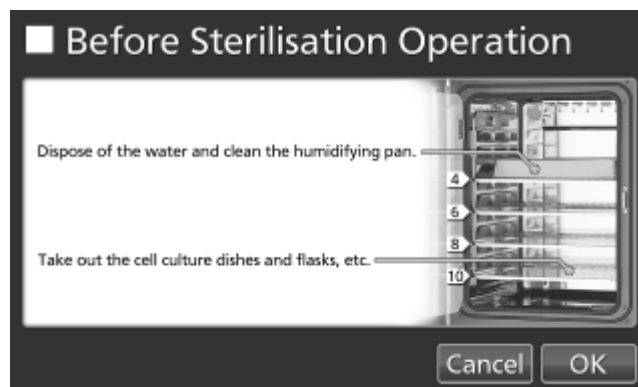 Before Sterilisation Operation
Dispose of the water and clean the humidifying pan.
4
6
8
Take out the cell culture dishes and flasks, etc.
10
Cancel OK